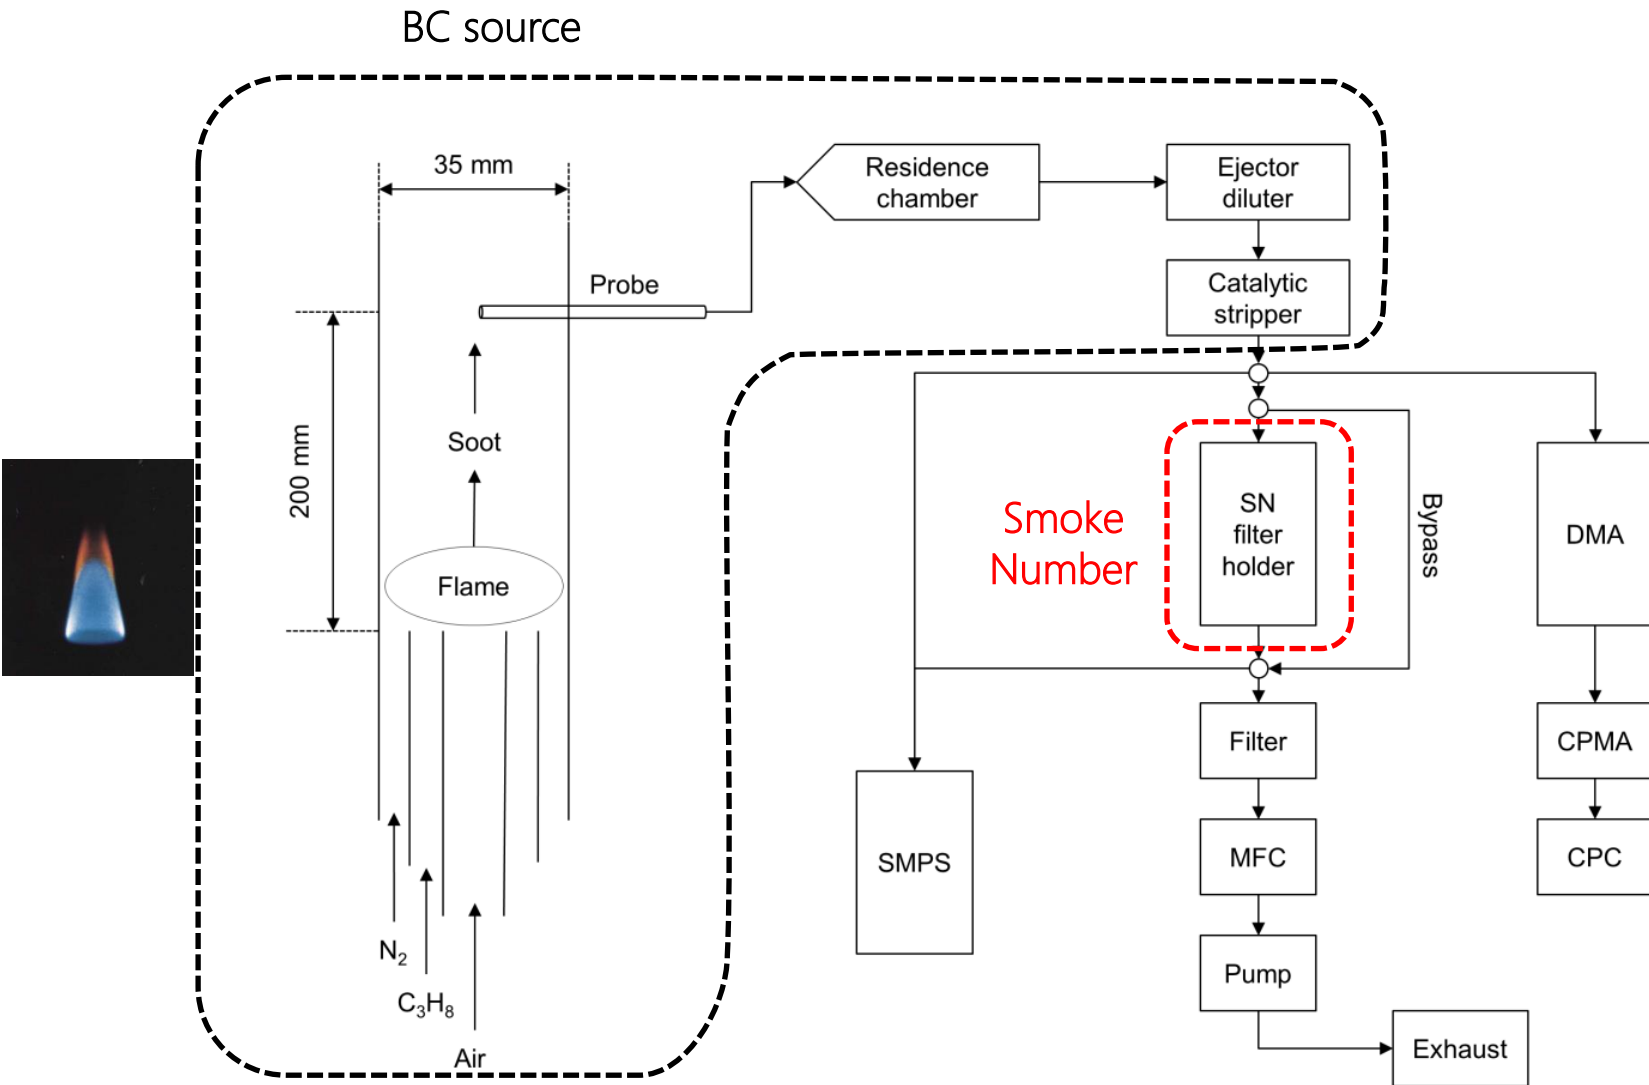 BC source
35 mm
Residence
chamber
Ejector
diluter
Probe
Catalytic
stripper
200 mm
Soot
Flame
Smoke
Number
SN
filter
holder
Bypass
DMA
Filter
CPMA
SMPS
MFC
CPC
N₂
C₃H₈
Air
Pump
Exhaust